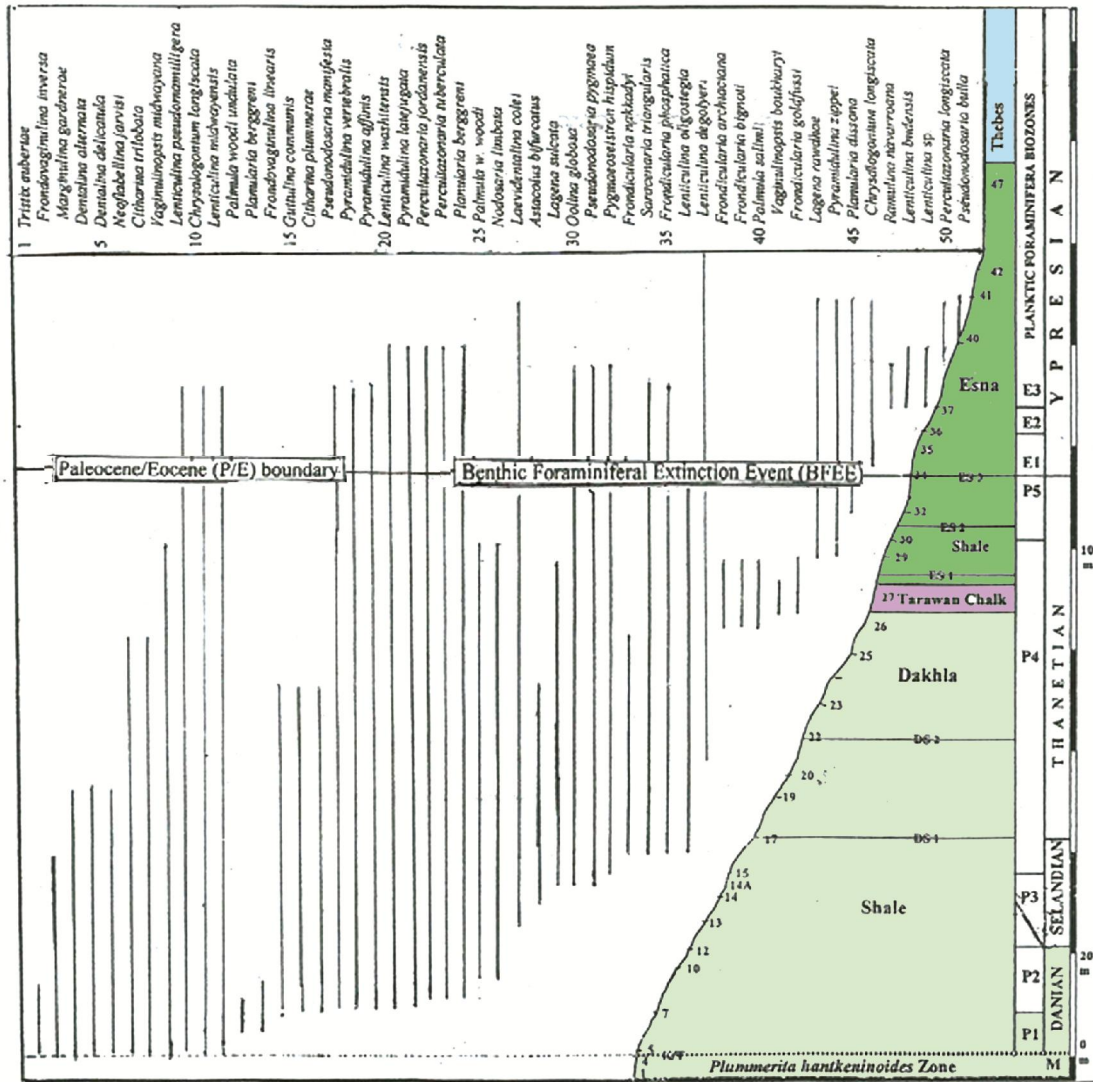 Tristix aubertae
Frondovaginulina inversa
Marginulina gardnerae
Dentalina alternata
Dentalina delicatula
Neoflabellina jarvisi
Citharina trilobata
Vaginulinopsis midwayana
Lenticulina pseudomamilligera
Chrysalogonium longiscata
Lenticulina midwayensis
Palmula woodi undulata
Planularia berggreni
Frondovaginulina linearis
Guttulina communis
Citharina plummerae
Pseudonodosaria manifesta
Pyramidulina vertebralis
Pyramidulina affinis
Lenticulina washitensis
Pyramidulina latejugata
Percultazonaria jordanensis
Percultazonaria tuberculata
Planularia berggreni
Palmula w. woodi
Nodosaria limbata
Laevidentalina colei
Astacolus bifurcatus
Lagena sulcata
Oolina globosa
Pseudonodosaria pygmaea
Pygmaeoseistron hispidum
Frondicularia nakkadyi
Saracenaria triangularis
Frondicularia phosphatica
Lenticulina oligostegia
Lenticulina degolyeri
Frondicularia archiaciana
Frondicularia bignoti
Palmula salimli
Vaginulinopsis boukharyi
Frondicularia goldfussi
Lagena rawdhae
Pyramidulina zippei
Planularia dissona
Chrysalogonium longiscata
Ramulina navarroana
Lenticulina bwdensis
Lenticulina sp
Percultazonaria longiscata
Pseudonodosaria bulla
1
5
10
15
20
25
30
35
40
45
50
Thebes
PLANKTIC FORAMINIFERA BIOZONES
YPRESIAN
47
42
41
40
Esna
E3
37
36
E2
35
E1
Paleocene/Eocene (P/E) boundary
Benthic Foraminiferal Extinction Event (BFEE
ES 3
P5
32
ES 2
30
Shale
10
m
29
ES 1
27
Tarawan Chalk
26
P4
THANETIAN
25
Dakhla
23
22
DS 2
20
19
17
DS 1
15
14A
14
Shale
P3
SELANDIAN
13
12
10
P2
20
m
DANIAN
7
P1
5
K/P
0
m
4
Plummerita hantkeninoides Zone
M